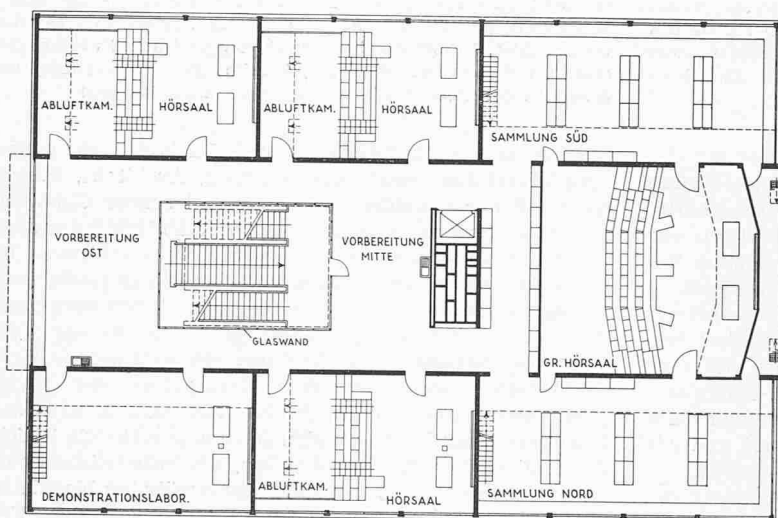 ABLUFTKAM.
HÖRSAAL
ABLUFTKAM.
HÖRSAAL
SAMMLUNG SÜD
VORBEREITUNG
OST
VORBEREITUNG
MITTE
GLASWAND
GR. HÖRSAAL
DEMONSTRATIONSLABOR.
ABLUFTKAM.
HÖRSAAL
SAMMLUNG NORD